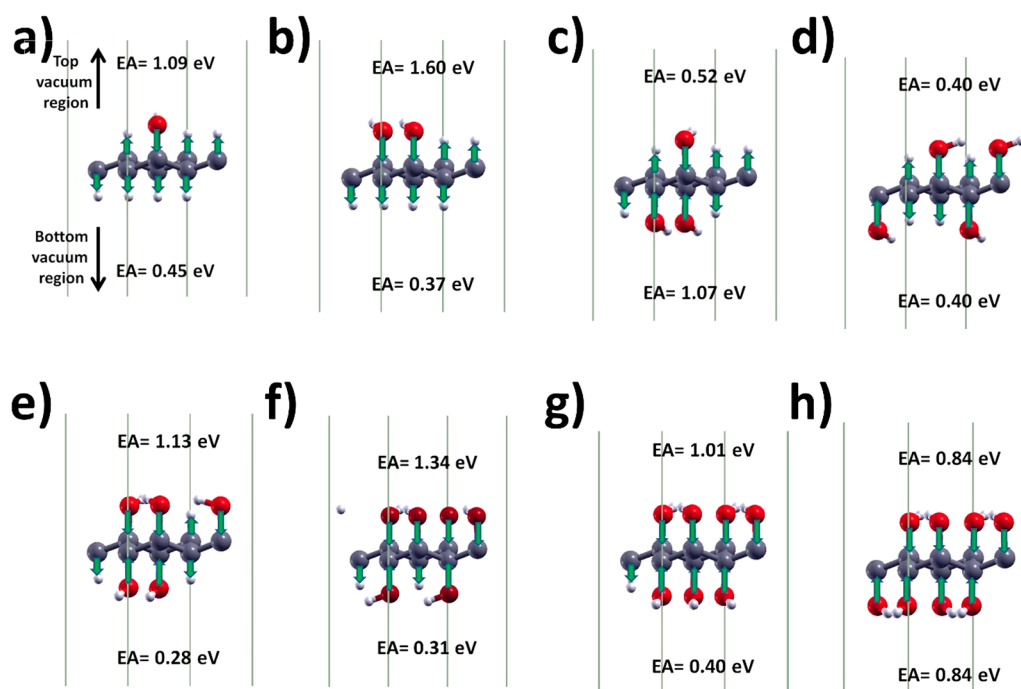 a)
Top
vacuum
region
EA= 1.09 eV
Bottom
vacuum
region
EA= 0.45 eV
b)
EA= 1.60 eV
EA= 0.37 eV
c)
EA= 0.52 eV
EA= 1.07 eV
d)
EA= 0.40 eV
EA= 0.40 eV
e)
EA= 1.13 eV
EA= 0.28 eV
f)
EA= 1.34 eV
EA= 0.31 eV
g)
EA= 1.01 eV
EA= 0.40 eV
h)
EA= 0.84 eV
EA= 0.84 eV